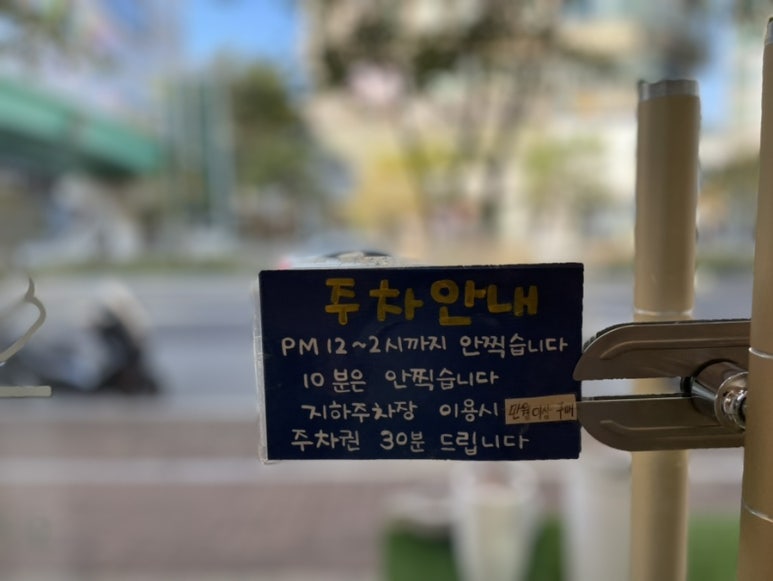 주차안내
PM 12~2시까지 안찍습니다
10분은 안찍습니다
지하주차장 이용시 만원이상 구매
주차권 30분 드립니다